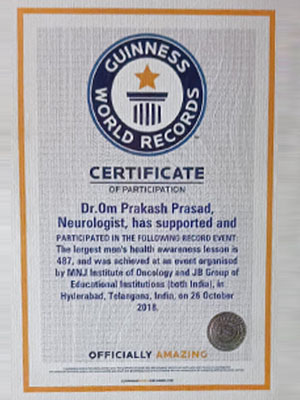 GUINNESS
WORLD RECORDS
CERTIFICATE
OF PARTICIPATION
Dr.Om Prakash Prasad,
Neurologist, has supported and
PARTICIPATED IN THE FOLLOWING RECORD EVENT:
The largest men's health awareness lesson is
487, and was achieved at an event organised
by MNJ Institute of Oncology and JB Group of
Educational Institutions (both India), in
Hyderabad, Telangana, India, on 26 October
2018.
OFFICIALLY AMAZING